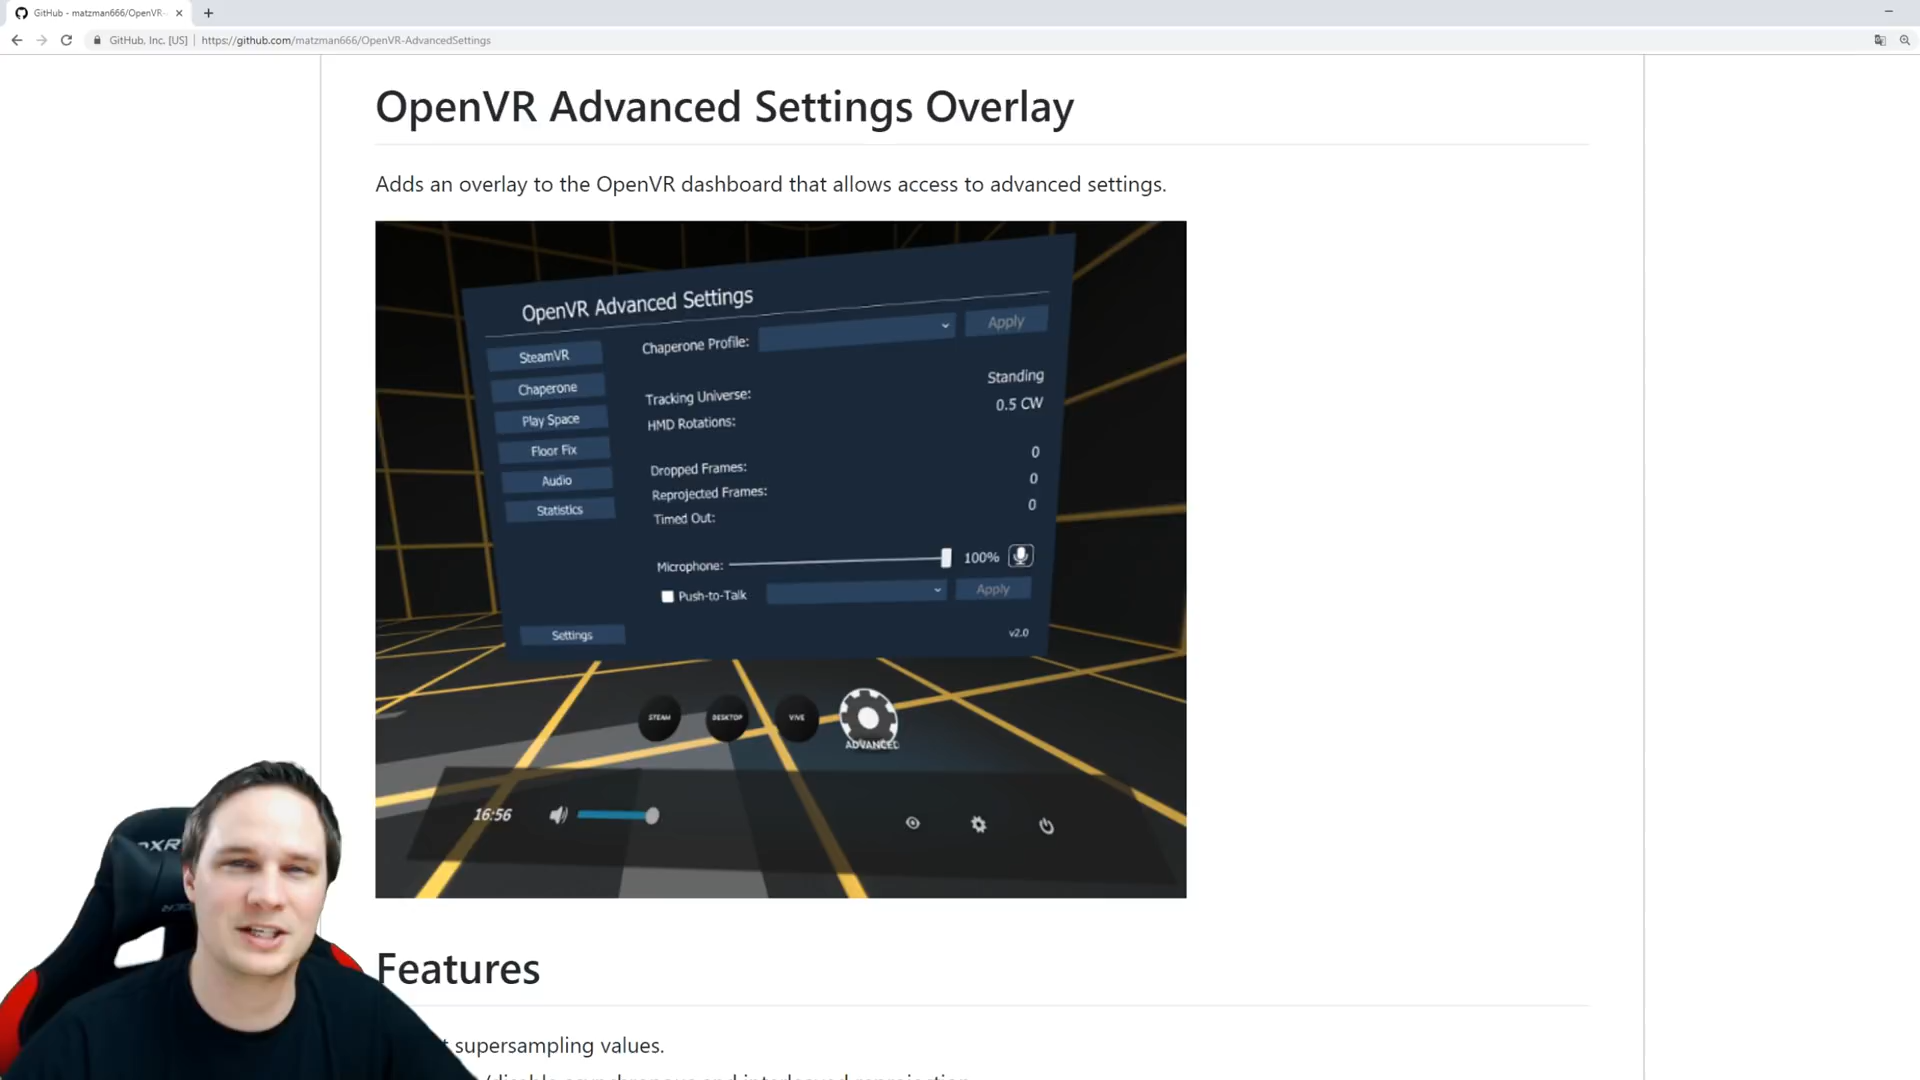 GitHub - matzman666/OpenVR-
GitHub, Inc. [US] | https://github.com/matzman666/OpenVR-AdvancedSettings
OpenVR Advanced Settings Overlay
Adds an overlay to the OpenVR dashboard that allows access to advanced settings.
OpenVR Advanced Settings
SteamVR
Chaperone
Play Space
Floor Fix
Audio
Statistics
Settings
Chaperone Profile:
Apply
Tracking Universe:
Standing
HMD Rotations:
0.5 CW
Dropped Frames:
0
Reprojected Frames:
0
Timed Out:
0
Microphone:
100%
Push-to-Talk
Apply
v2.0
STEAM
DESKTOP
VIVE
ADVANCED
16:56
Features
supersampling values.